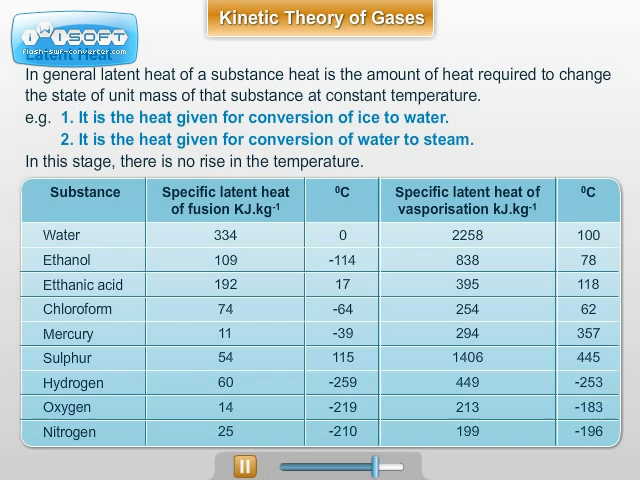 Kinetic Theory of Gases
iWiSOFT
flash-swf-converter.com
Latent Heat
In general latent heat of a substance heat is the amount of heat required to change
the state of unit mass of that substance at constant temperature.
e.g. 1. It is the heat given for conversion of ice to water.
2. It is the heat given for conversion of water to steam.
In this stage, there is no rise in the temperature.
Substance Specific latent heat of fusion KJ.kg⁻¹ ⁰C Specific latent heat of vasporisation kJ.kg⁻¹ ⁰C
Water 334 0 2258 100
Ethanol 109 -114 838 78
Etthanic acid 192 17 395 118
Chloroform 74 -64 254 62
Mercury 11 -39 294 357
Sulphur 54 115 1406 445
Hydrogen 60 -259 449 -253
Oxygen 14 -219 213 -183
Nitrogen 25 -210 199 -196